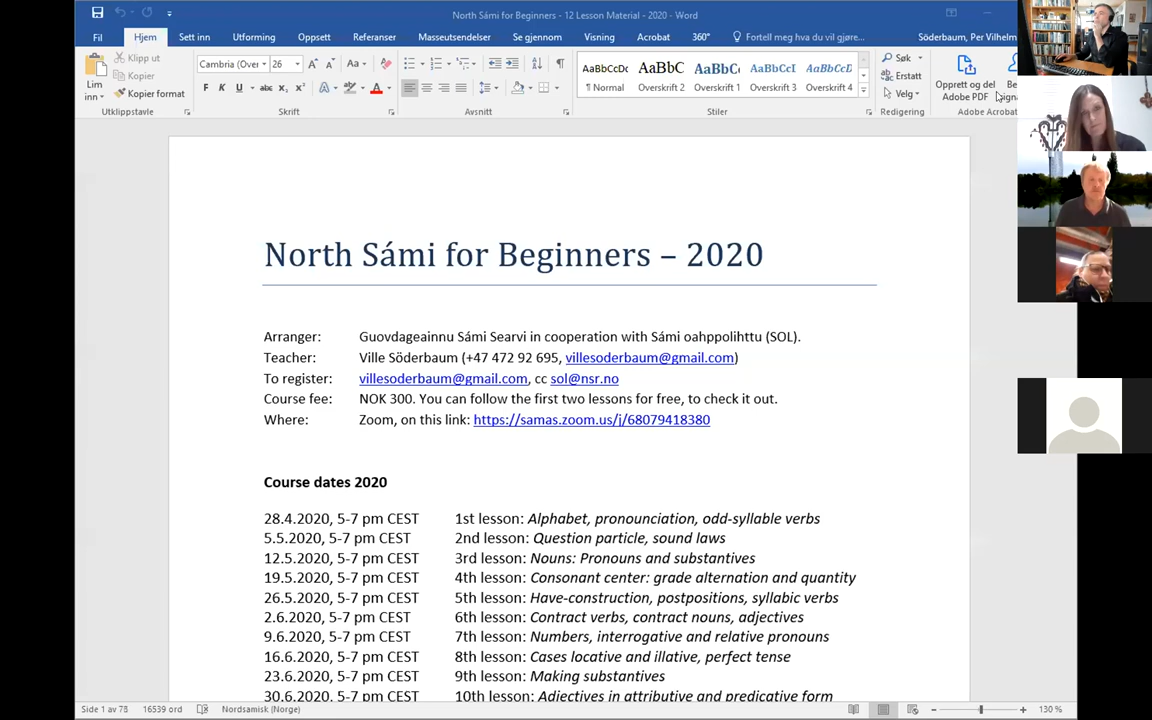 North Sámi for Beginners - 12 Lesson Material - 2020 - Word
Fil Hjem Sett inn Utforming Oppsett Referanser Masseutsendelser Se gjennom Visning Acrobat 360° Fortell meg hva du vil gjøre... Söderbaum, Per Vilhelm
Lim inn
Klipp ut
Kopier
Kopier format
Utklippstavle
Cambria (Over 26
F K U abc x₂ x²
Skrift
Avsnitt
AaBbCcDc AaBbC AaBbC AaBbCcI AaBbCcI
¶ Normal Overskrift 2 Overskrift 1 Overskrift 3 Overskrift 4
Stiler
Søk
Erstatt
Velg
Redigering
Opprett og del
Adobe PDF
Adobe Acrobat
North Sámi for Beginners – 2020
Arranger: Guovdageainnu Sámi Searvi in cooperation with Sámi oahppolihttu (SOL).
Teacher: Ville Söderbaum (+47 472 92 695, villesoderbaum@gmail.com)
To register: villesoderbaum@gmail.com, cc sol@nsr.no
Course fee: NOK 300. You can follow the first two lessons for free, to check it out.
Where: Zoom, on this link: https://samas.zoom.us/j/68079418380
Course dates 2020
28.4.2020, 5-7 pm CEST 1st lesson: Alphabet, pronounciation, odd-syllable verbs
5.5.2020, 5-7 pm CEST 2nd lesson: Question particle, sound laws
12.5.2020, 5-7 pm CEST 3rd lesson: Nouns: Pronouns and substantives
19.5.2020, 5-7 pm CEST 4th lesson: Consonant center: grade alternation and quantity
26.5.2020, 5-7 pm CEST 5th lesson: Have-construction, postpositions, syllabic verbs
2.6.2020, 5-7 pm CEST 6th lesson: Contract verbs, contract nouns, adjectives
9.6.2020, 5-7 pm CEST 7th lesson: Numbers, interrogative and relative pronouns
16.6.2020, 5-7 pm CEST 8th lesson: Cases locative and illative, perfect tense
23.6.2020, 5-7 pm CEST 9th lesson: Making substantives
30.6.2020, 5-7 pm CEST 10th lesson: Adjectives in attributive and predicative form
Side 1 av 78 16539 ord Nordsamisk (Norge) 130 %